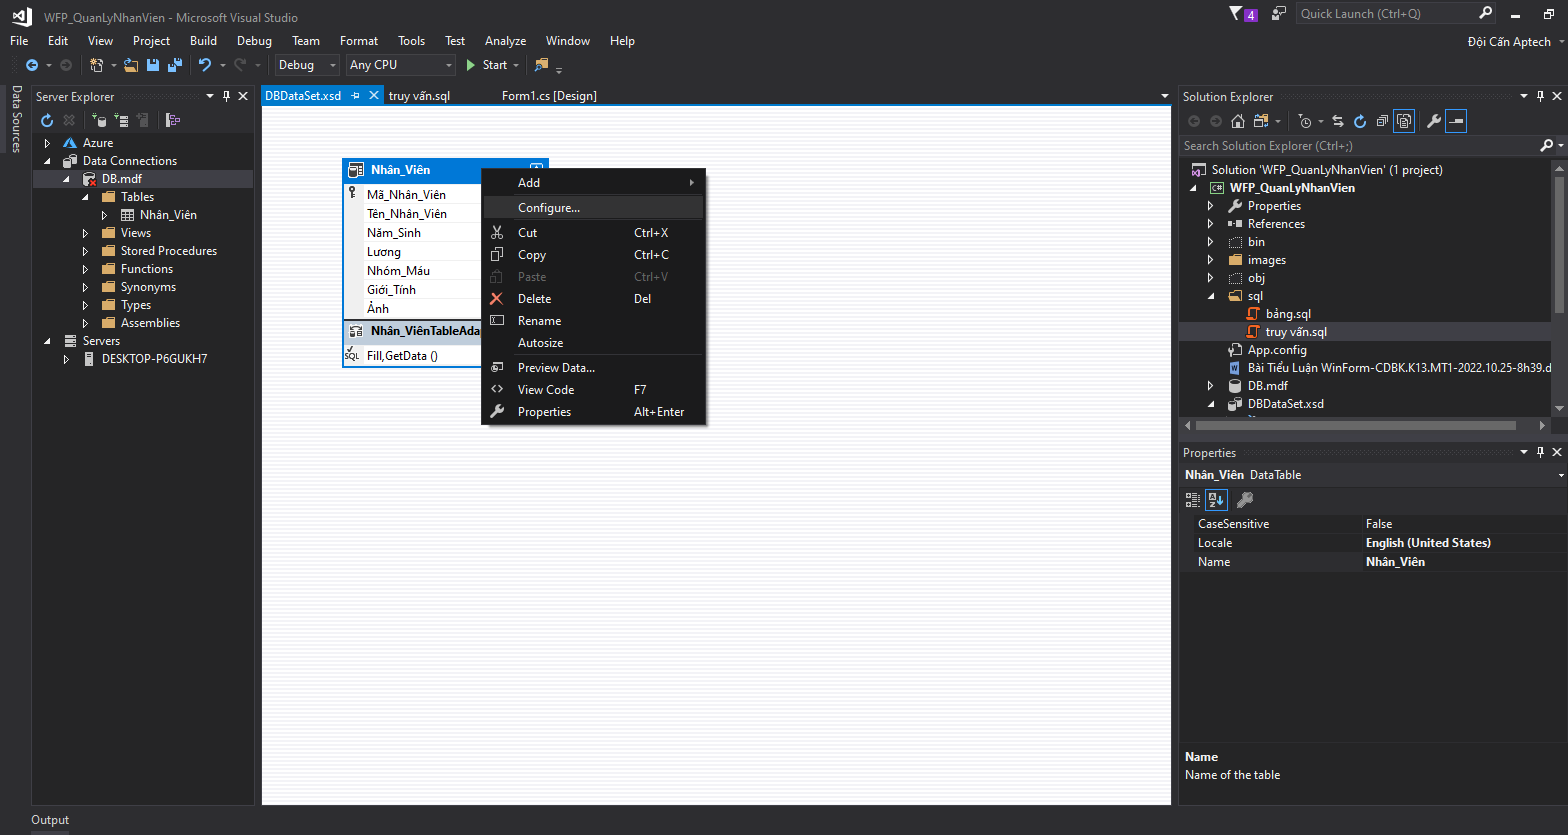 WFP_QuanLyNhanVien - Microsoft Visual Studio
4
Quick Launch (Ctrl+Q)
File Edit View Project Build Debug Team Format Tools Test Analyze Window Help
Đội Cấn Aptech
Debug Any CPU Start
Data Sources
Server Explorer
Azure
Data Connections
DB.mdf
Tables
Nhân_Viên
Views
Stored Procedures
Functions
Synonyms
Types
Assemblies
Servers
DESKTOP-P6GUKH7
DBDataSet.xsd truy vấn.sql Form1.cs [Design]
Nhân_Viên
Mã_Nhân_Viên
Tên_Nhân_Viên
Năm_Sinh
Lương
Nhóm_Máu
Giới_Tính
Ảnh
Nhân_ViênTableAda
SQL Fill,GetData ()
Add
Configure...
Cut Ctrl+X
Copy Ctrl+C
Paste Ctrl+V
Delete Del
Rename
Autosize
Preview Data...
View Code F7
Properties Alt+Enter
Solution Explorer
Search Solution Explorer (Ctrl+;)
Solution 'WFP_QuanLyNhanVien' (1 project)
C# WFP_QuanLyNhanVien
Properties
References
bin
images
obj
sql
bảng.sql
truy vấn.sql
App.config
Bài Tiểu Luận WinForm-CDBK.K13.MT1-2022.10.25-8h39.d
DB.mdf
DBDataSet.xsd
Properties
Nhân_Viên DataTable
CaseSensitive False
Locale English (United States)
Name Nhân_Viên
Name
Name of the table
Output